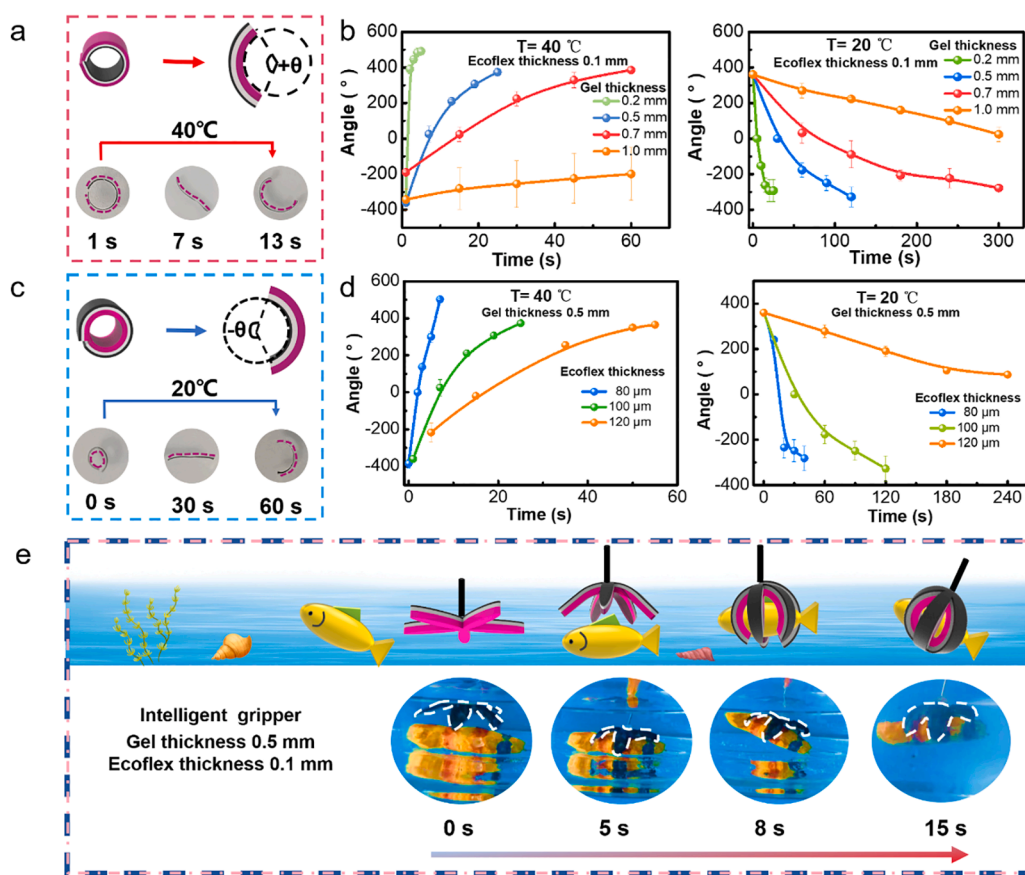 a
+θ
40℃
1 s
7 s
13 s
b
T= 40 ℃
Ecoflex thickness 0.1 mm
Gel thickness
0.2 mm
0.5 mm
0.7 mm
1.0 mm
Angle ( ° )
600
400
200
0
-200
-400
0
20
40
60
Time (s)
T= 20 ℃
Ecoflex thickness 0.1 mm
Gel thickness
0.2 mm
0.5 mm
0.7 mm
1.0 mm
Angle ( ° )
600
400
200
0
-200
-400
0
100
200
300
Time (s)
c
-θ
20℃
0 s
30 s
60 s
d
T= 40 ℃
Gel thickness 0.5 mm
Ecoflex thickness
80 μm
100 μm
120 μm
Angle ( ° )
600
400
200
0
-200
-400
0
20
40
60
Time (s)
T= 20 ℃
Gel thickness 0.5 mm
Ecoflex thickness
80 μm
100 μm
120 μm
Angle ( ° )
400
200
0
-200
-400
0
60
120
180
240
Time (s)
e
Intelligent gripper
Gel thickness 0.5 mm
Ecoflex thickness 0.1 mm
0 s
5 s
8 s
15 s